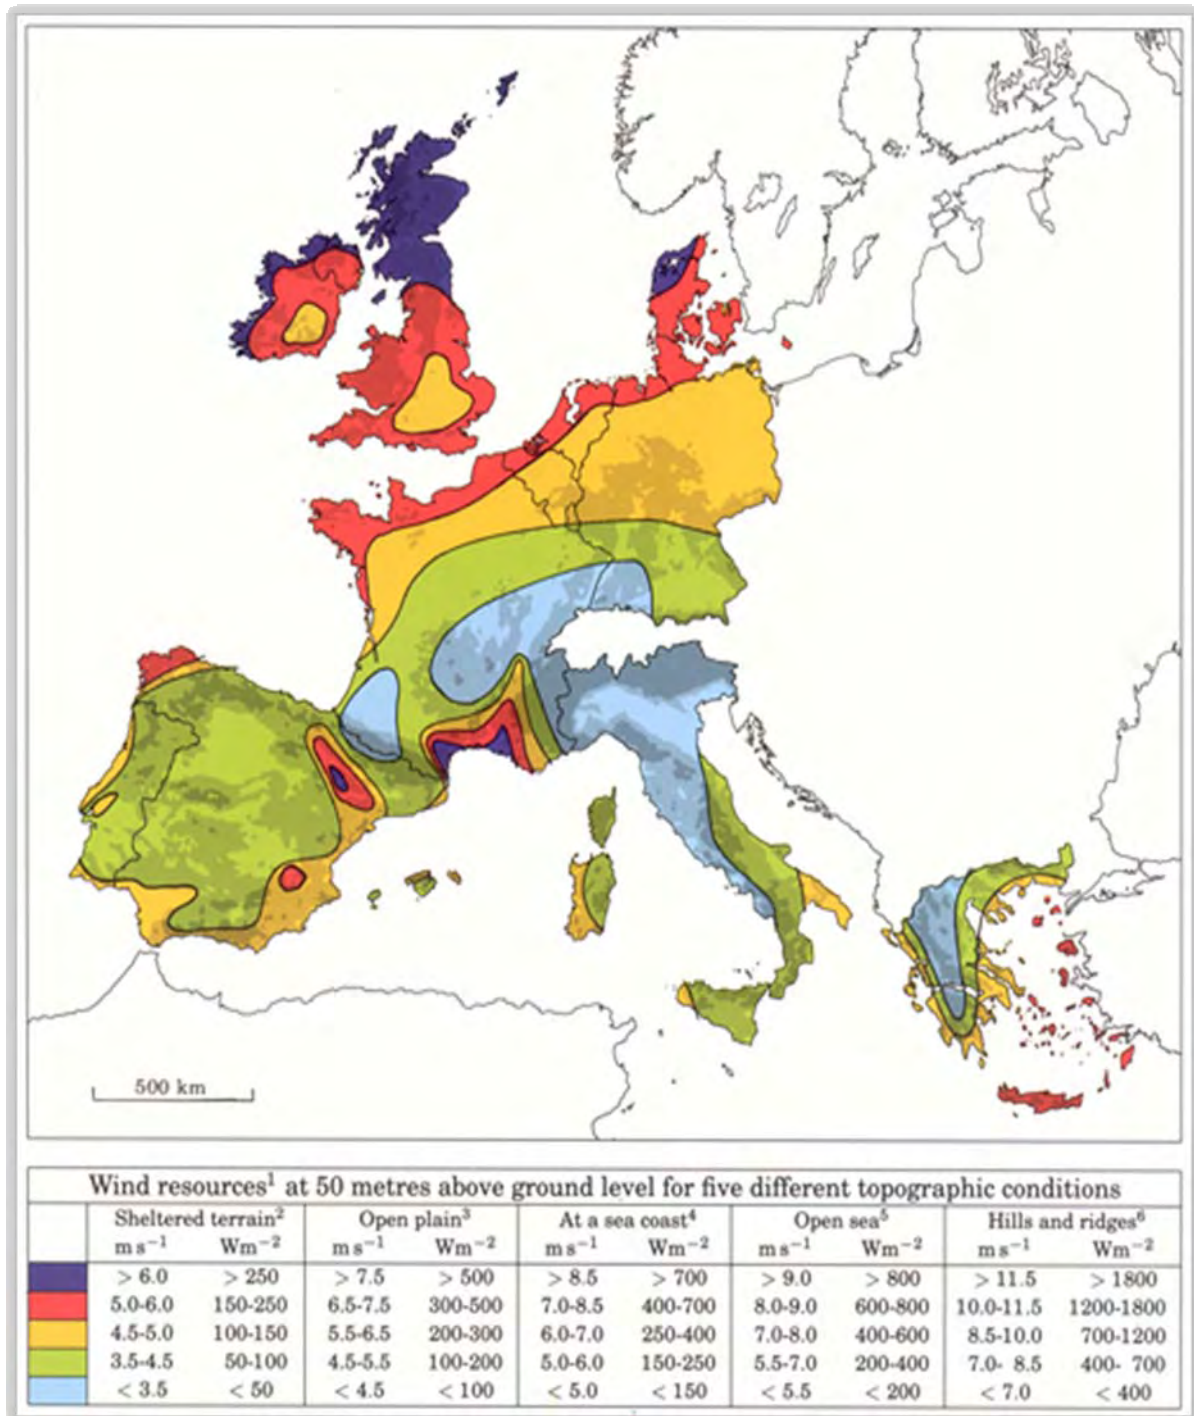 500 km
Wind resources¹ at 50 metres above ground level for five different topographic conditions
Sheltered terrain² Open plain³ At a sea coast⁴ Open sea⁵ Hills and ridges⁶
m s⁻¹ Wm⁻² m s⁻¹ Wm⁻² m s⁻¹ Wm⁻² m s⁻¹ Wm⁻² m s⁻¹ Wm⁻²
> 6.0 > 250 > 7.5 > 500 > 8.5 > 700 > 9.0 > 800 > 11.5 > 1800
5.0-6.0 150-250 6.5-7.5 300-500 7.0-8.5 400-700 8.0-9.0 600-800 10.0-11.5 1200-1800
4.5-5.0 100-150 5.5-6.5 200-300 6.0-7.0 250-400 7.0-8.0 400-600 8.5-10.0 700-1200
3.5-4.5 50-100 4.5-5.5 100-200 5.0-6.0 150-250 5.5-7.0 200-400 7.0- 8.5 400- 700
< 3.5 < 50 < 4.5 < 100 < 5.0 < 150 < 5.5 < 200 < 7.0 < 400